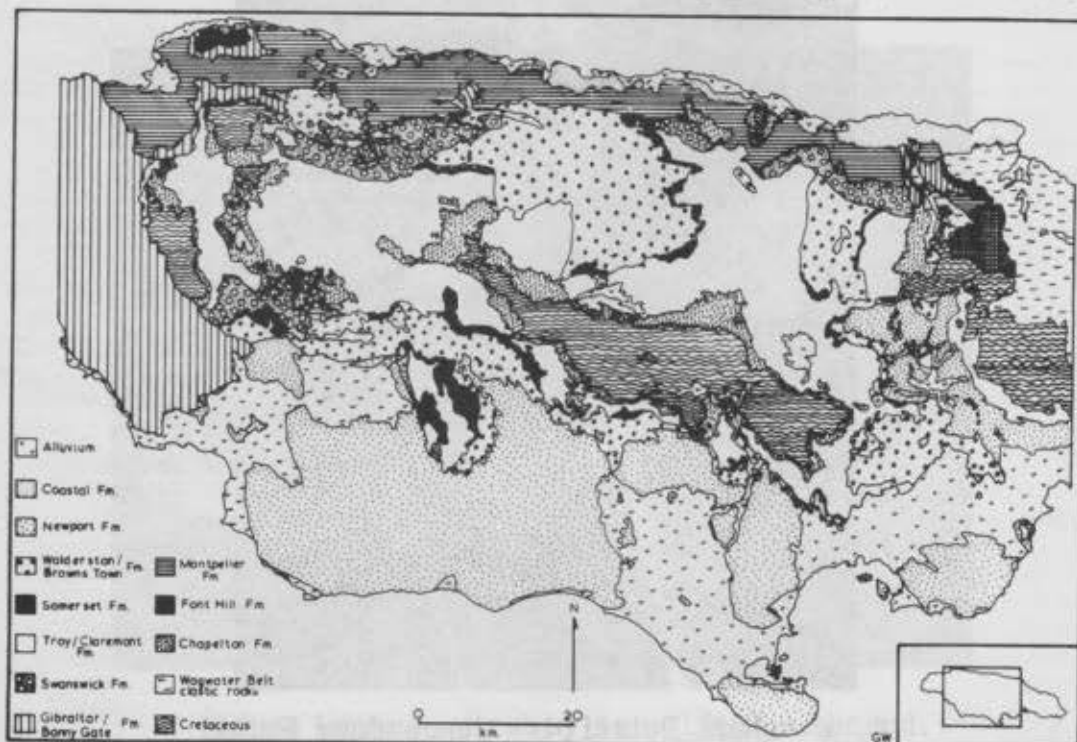 Alluvium
Coastal Fm.
Newport Fm.
Walderston/ Fm.
Browns Town
Somerset Fm.
Troy/Claremont
Fm.
Swanswick Fm.
Gibraltar/ Fm.
Bonny Gate
Montpelier
Fm.
Font Hill Fm.
Chapelton Fm.
Wagwater Belt
clastic rocks
Cretaceous
N
0 20
km.
GW